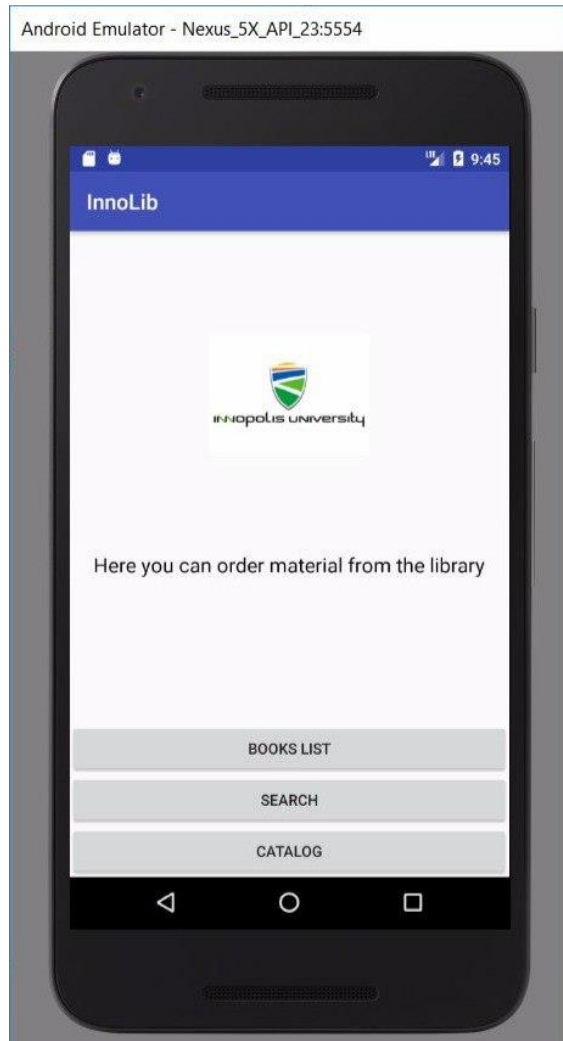 Android Emulator - Nexus_5X_API_23:5554
LTE 9:45
InnoLib
INNOPOLIS UNIVERSITY
Here you can order material from the library
BOOKS LIST
SEARCH
CATALOG